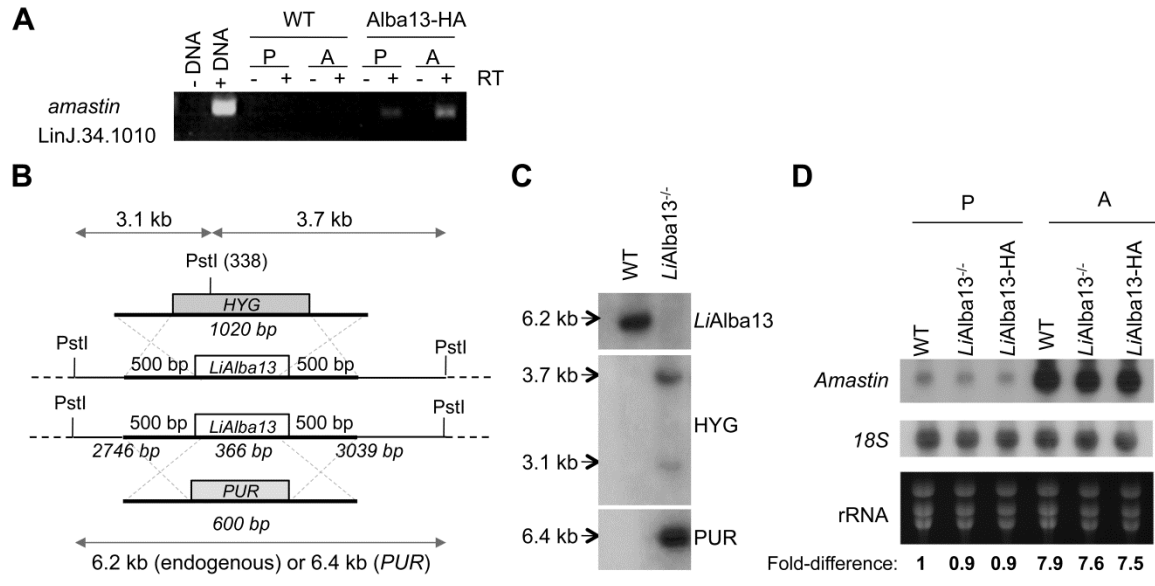 A
- DNA
+ DNA
WT
Alba13-HA
P
A
P
A
- + - + - + - + RT
amastin
LinJ.34.1010
B
3.1 kb
3.7 kb
PstI (338)
HYG
1020 bp
PstI
PstI
500 bp
LiAlba13
500 bp
PstI
PstI
500 bp
LiAlba13
500 bp
2746 bp
366 bp
3039 bp
PUR
600 bp
6.2 kb (endogenous) or 6.4 kb (PUR)
C
WT
LiAlba13-/-
6.2 kb
LiAlba13
3.7 kb
HYG
3.1 kb
6.4 kb
PUR
D
P
A
WT
LiAlba13-/-
LiAlba13-HA
WT
LiAlba13-/-
LiAlba13-HA
Amastin
18S
rRNA
Fold-difference: 1 0.9 0.9 7.9 7.6 7.5